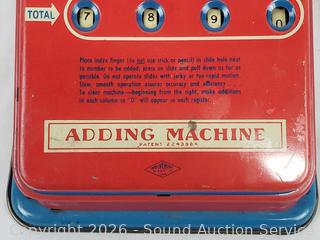 TOTAL
7 8 9 0
Place index finger (do not use stick or pencil) in slide hole next
to number to be added, press on slide and pull down as far as
possible. Do not operate slides with jerky or too rapid motion.
Slow, smooth operation assures accuracy and efficiency . . .
To clear machine — beginning from the right, make additions
in each column so "0" will appear in each register.
ADDING MACHINE
PATENT 2243884
Copyright 2026 - Sound Auction Service